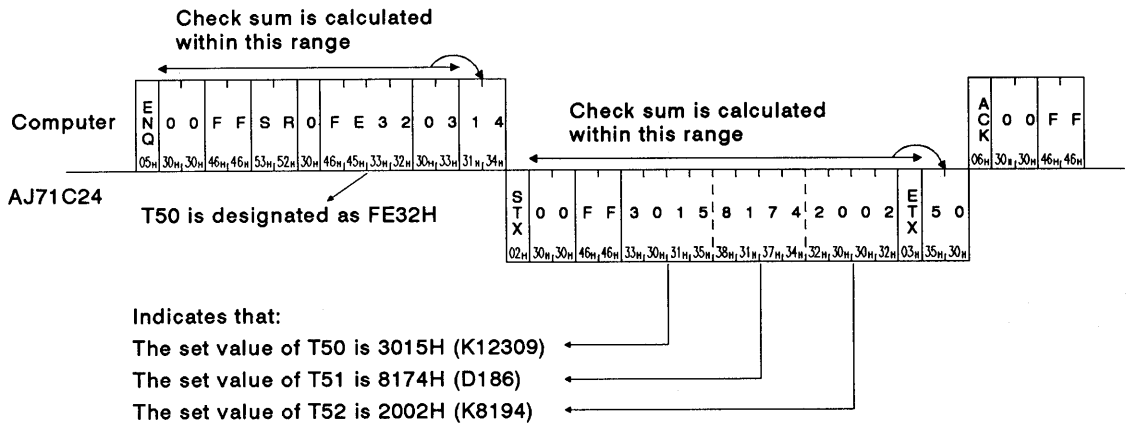 Check sum is calculated
within this range
Computer
E N Q 0 0 F F S R 0 F E 3 2 0 3 1 4
05H 30H 30H 46H 46H 53H 52H 30H 46H 45H 33H 32H 30H 33H 31H 34H
Check sum is calculated
within this range
A C K 0 0 F F
06H 30H 30H 46H 46H
AJ71C24
T50 is designated as FE32H
S T X 0 0 F F 3 0 1 5 8 1 7 4 2 0 0 2 E T X 5 0
02H 30H 30H 46H 46H 33H 30H 31H 35H 38H 31H 37H 34H 32H 30H 30H 32H 03H 35H 30H
Indicates that:
The set value of T50 is 3015H (K12309)
The set value of T51 is 8174H (D186)
The set value of T52 is 2002H (K8194)